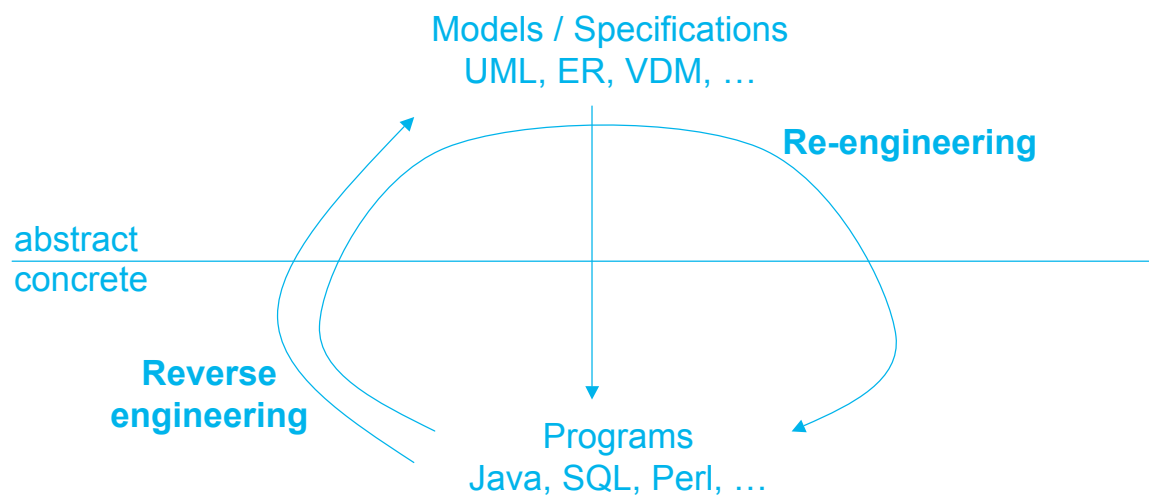 Models / Specifications
UML, ER, VDM, …
Re-engineering
abstract
concrete
Reverse
engineering
Programs
Java, SQL, Perl, …